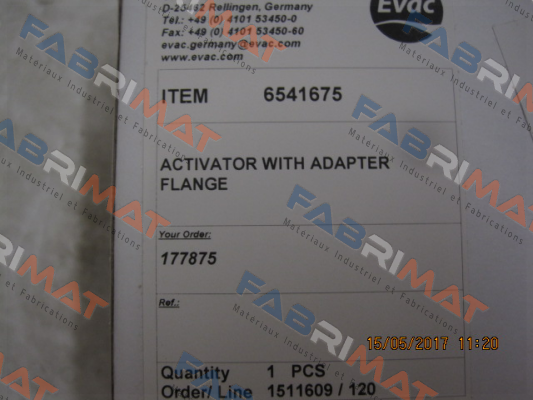 D-25462 Rellingen, Germany
Evac
Tel.: +49 (0) 4101 53450-0
Fax: +49 (0) 4101 53450-60
evac.germany@evac.com
www.evac.com
ITEM 6541675
ACTIVATOR WITH ADAPTER
FLANGE
Your Order:
177875
Ref.:
Quantity 1 PCS
Order/ Line 1511609 / 120
15/05/2017 11:20
FABRIMAT
Materiaux Industriel et Fabrications